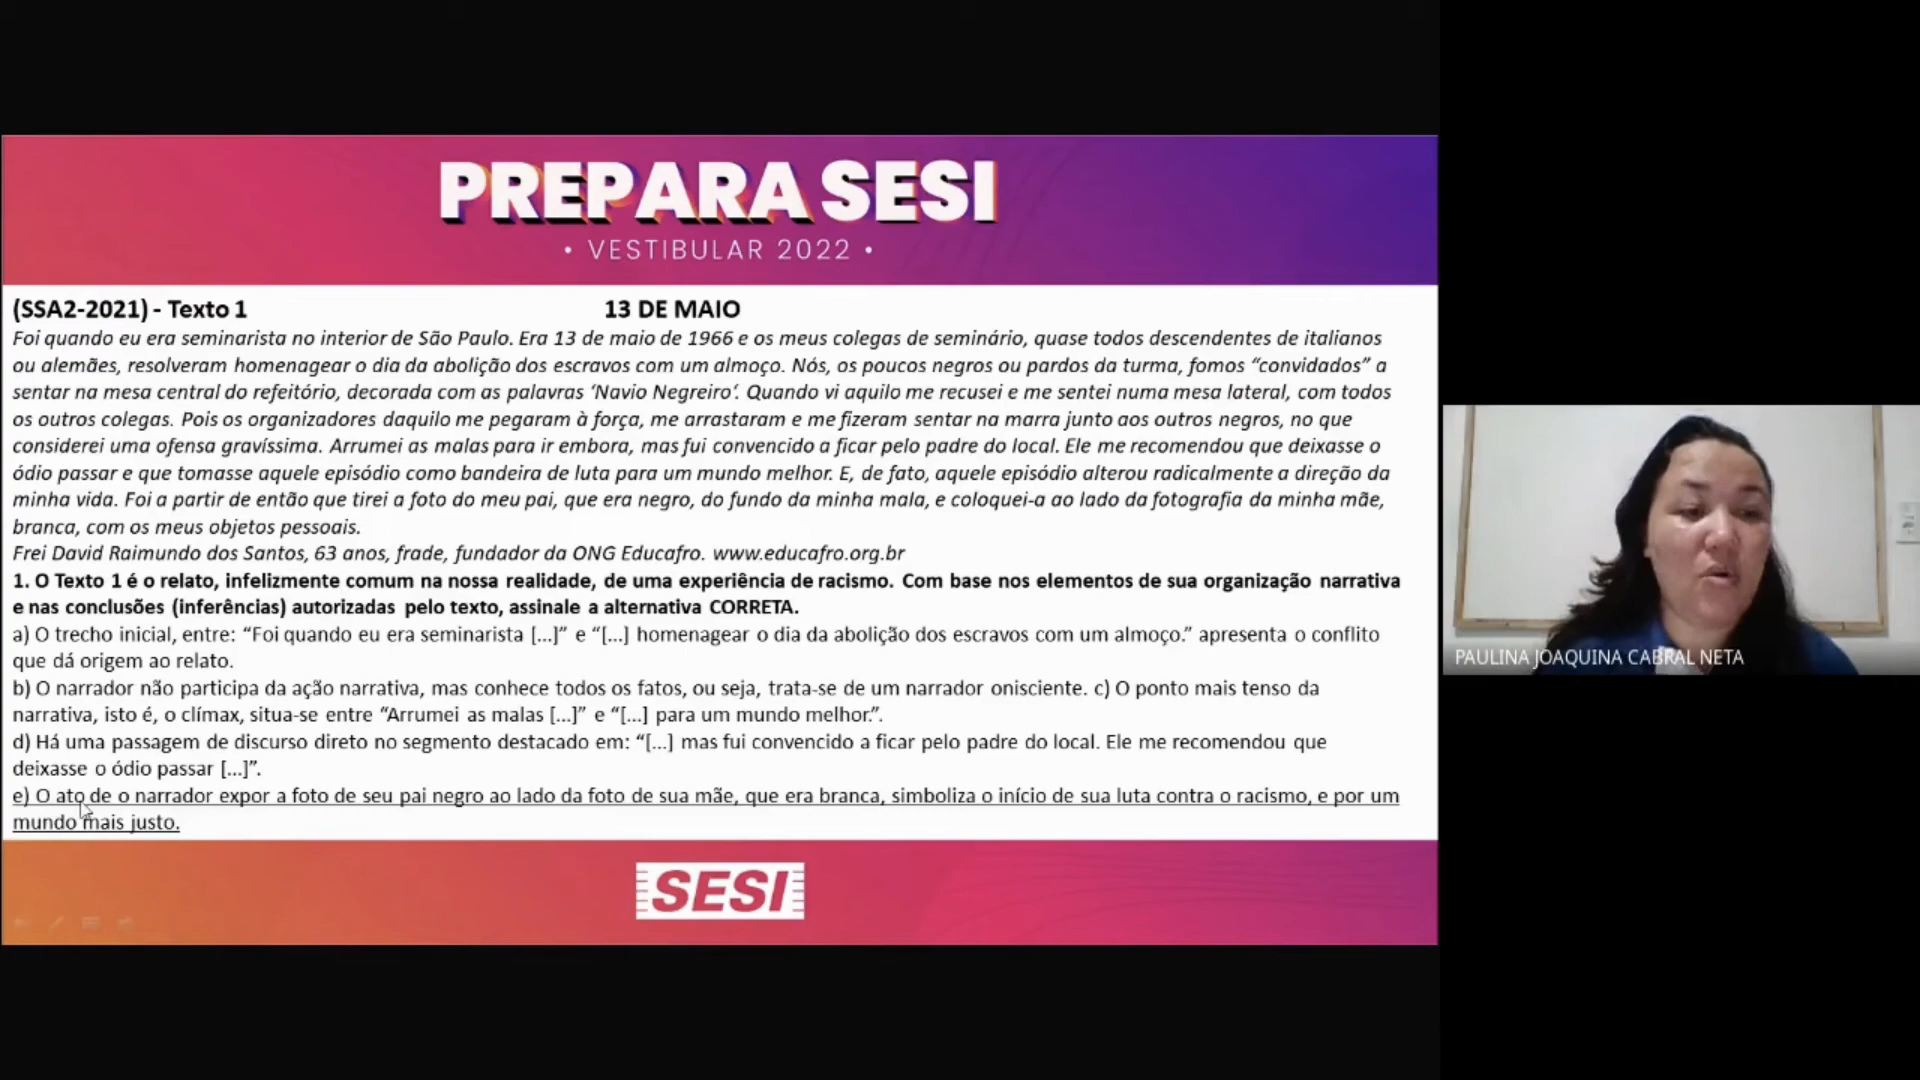 PREPARA SESI
• VESTIBULAR 2022 •
(SSA2-2021) - Texto 1 13 DE MAIO
Foi quando eu era seminarista no interior de São Paulo. Era 13 de maio de 1966 e os meus colegas de seminário, quase todos descendentes de italianos
ou alemães, resolveram homenagear o dia da abolição dos escravos com um almoço. Nós, os poucos negros ou pardos da turma, fomos “convidados” a
sentar na mesa central do refeitório, decorada com as palavras ‘Navio Negreiro‘. Quando vi aquilo me recusei e me sentei numa mesa lateral, com todos
os outros colegas. Pois os organizadores daquilo me pegaram à força, me arrastaram e me fizeram sentar na marra junto aos outros negros, no que
considerei uma ofensa gravíssima. Arrumei as malas para ir embora, mas fui convencido a ficar pelo padre do local. Ele me recomendou que deixasse o
ódio passar e que tomasse aquele episódio como bandeira de luta para um mundo melhor. E, de fato, aquele episódio alterou radicalmente a direção da
minha vida. Foi a partir de então que tirei a foto do meu pai, que era negro, do fundo da minha mala, e coloquei-a ao lado da fotografia da minha mãe,
branca, com os meus objetos pessoais.
Frei David Raimundo dos Santos, 63 anos, frade, fundador da ONG Educafro. www.educafro.org.br
1. O Texto 1 é o relato, infelizmente comum na nossa realidade, de uma experiência de racismo. Com base nos elementos de sua organização narrativa
e nas conclusões (inferências) autorizadas pelo texto, assinale a alternativa CORRETA.
a) O trecho inicial, entre: “Foi quando eu era seminarista [...]” e “[...] homenagear o dia da abolição dos escravos com um almoço.” apresenta o conflito
que dá origem ao relato.
b) O narrador não participa da ação narrativa, mas conhece todos os fatos, ou seja, trata-se de um narrador onisciente. c) O ponto mais tenso da
narrativa, isto é, o clímax, situa-se entre “Arrumei as malas [...]” e “[...] para um mundo melhor.”.
d) Há uma passagem de discurso direto no segmento destacado em: “[...] mas fui convencido a ficar pelo padre do local. Ele me recomendou que
deixasse o ódio passar [...]”.
e) O ato de o narrador expor a foto de seu pai negro ao lado da foto de sua mãe, que era branca, simboliza o início de sua luta contra o racismo, e por um
mundo mais justo.
SESI
PAULINA JOAQUINA CABRAL NETA